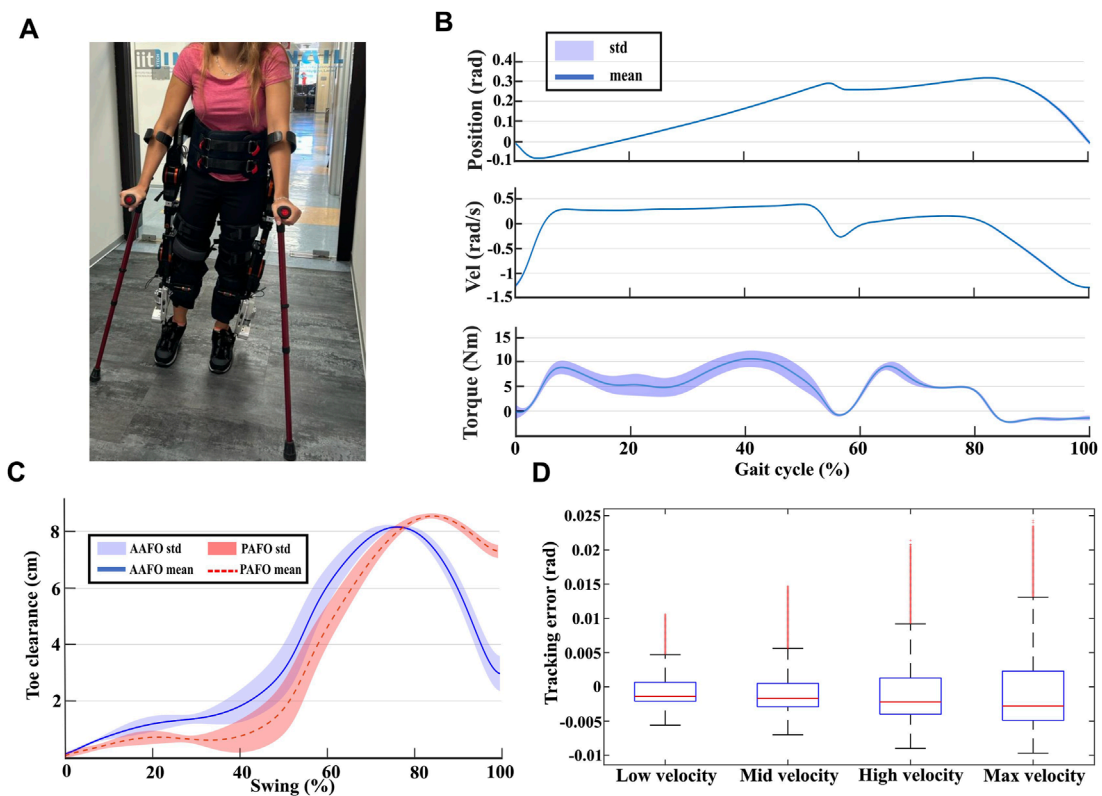 A
iit
B
std
mean
Position (rad)
0.4
0.3
0.2
0.1
0
-0.1
Vel (rad/s)
0.5
0
-0.5
-1
-1.5
Torque (Nm)
15
10
5
0
0 20 40 60 80 100
Gait cycle (%)
C
Toe clearance (cm)
8
6
4
2
AAFO std PAFO std
AAFO mean PAFO mean
0 20 40 60 80 100
Swing (%)
D
Tracking error (rad)
0.025
0.02
0.015
0.01
0.005
0
-0.005
-0.01
Low velocity Mid velocity High velocity Max velocity